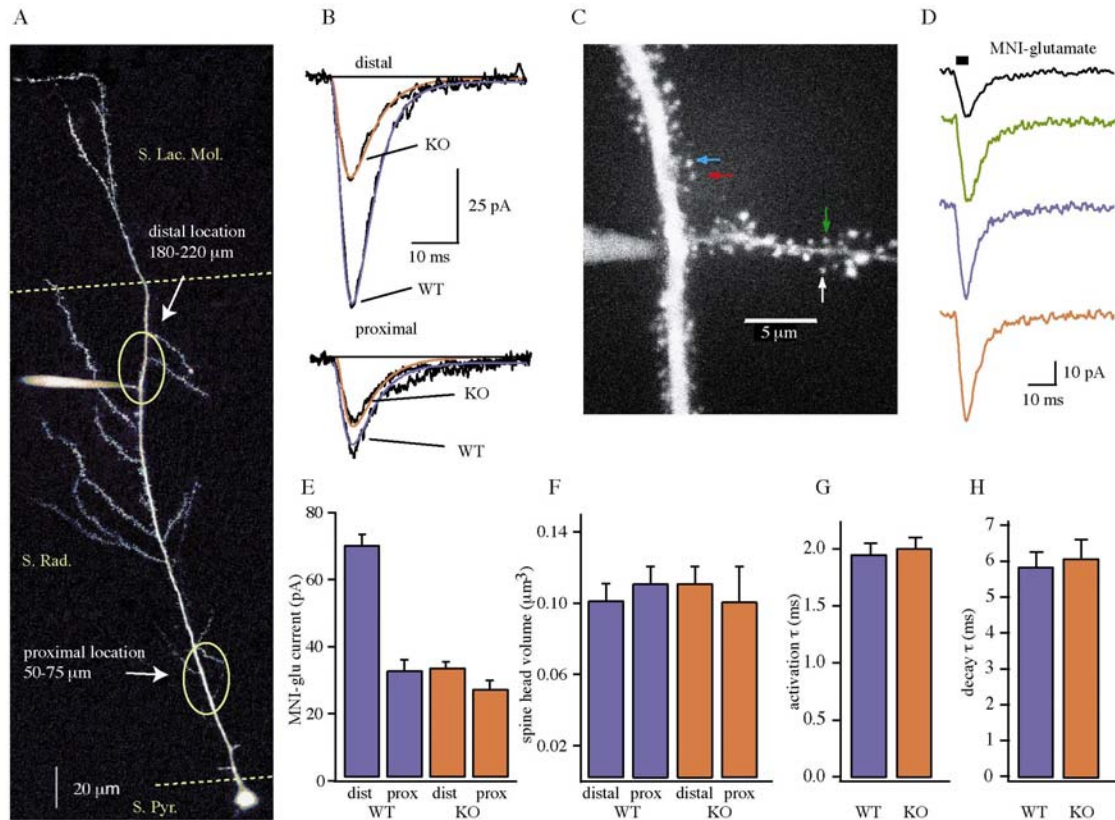 A
S. Lac. Mol.
distal location
180-220 μm
S. Rad.
proximal location
50-75 μm
20 μm
S. Pyr.
B
distal
KO
25 pA
10 ms
WT
proximal
KO
WT
C
5 μm
D
MNI-glutamate
10 pA
10 ms
E
MNI-glu current (pA)
80
60
40
20
0
dist prox dist prox
WT KO
F
spine head volume (μm³)
0.14
0.10
0.06
0.02
distal prox distal prox
WT KO
G
activation τ (ms)
2.0
1.5
1.0
0.5
0.0
WT KO
H
decay τ (ms)
7
6
5
4
3
2
1
0
WT KO